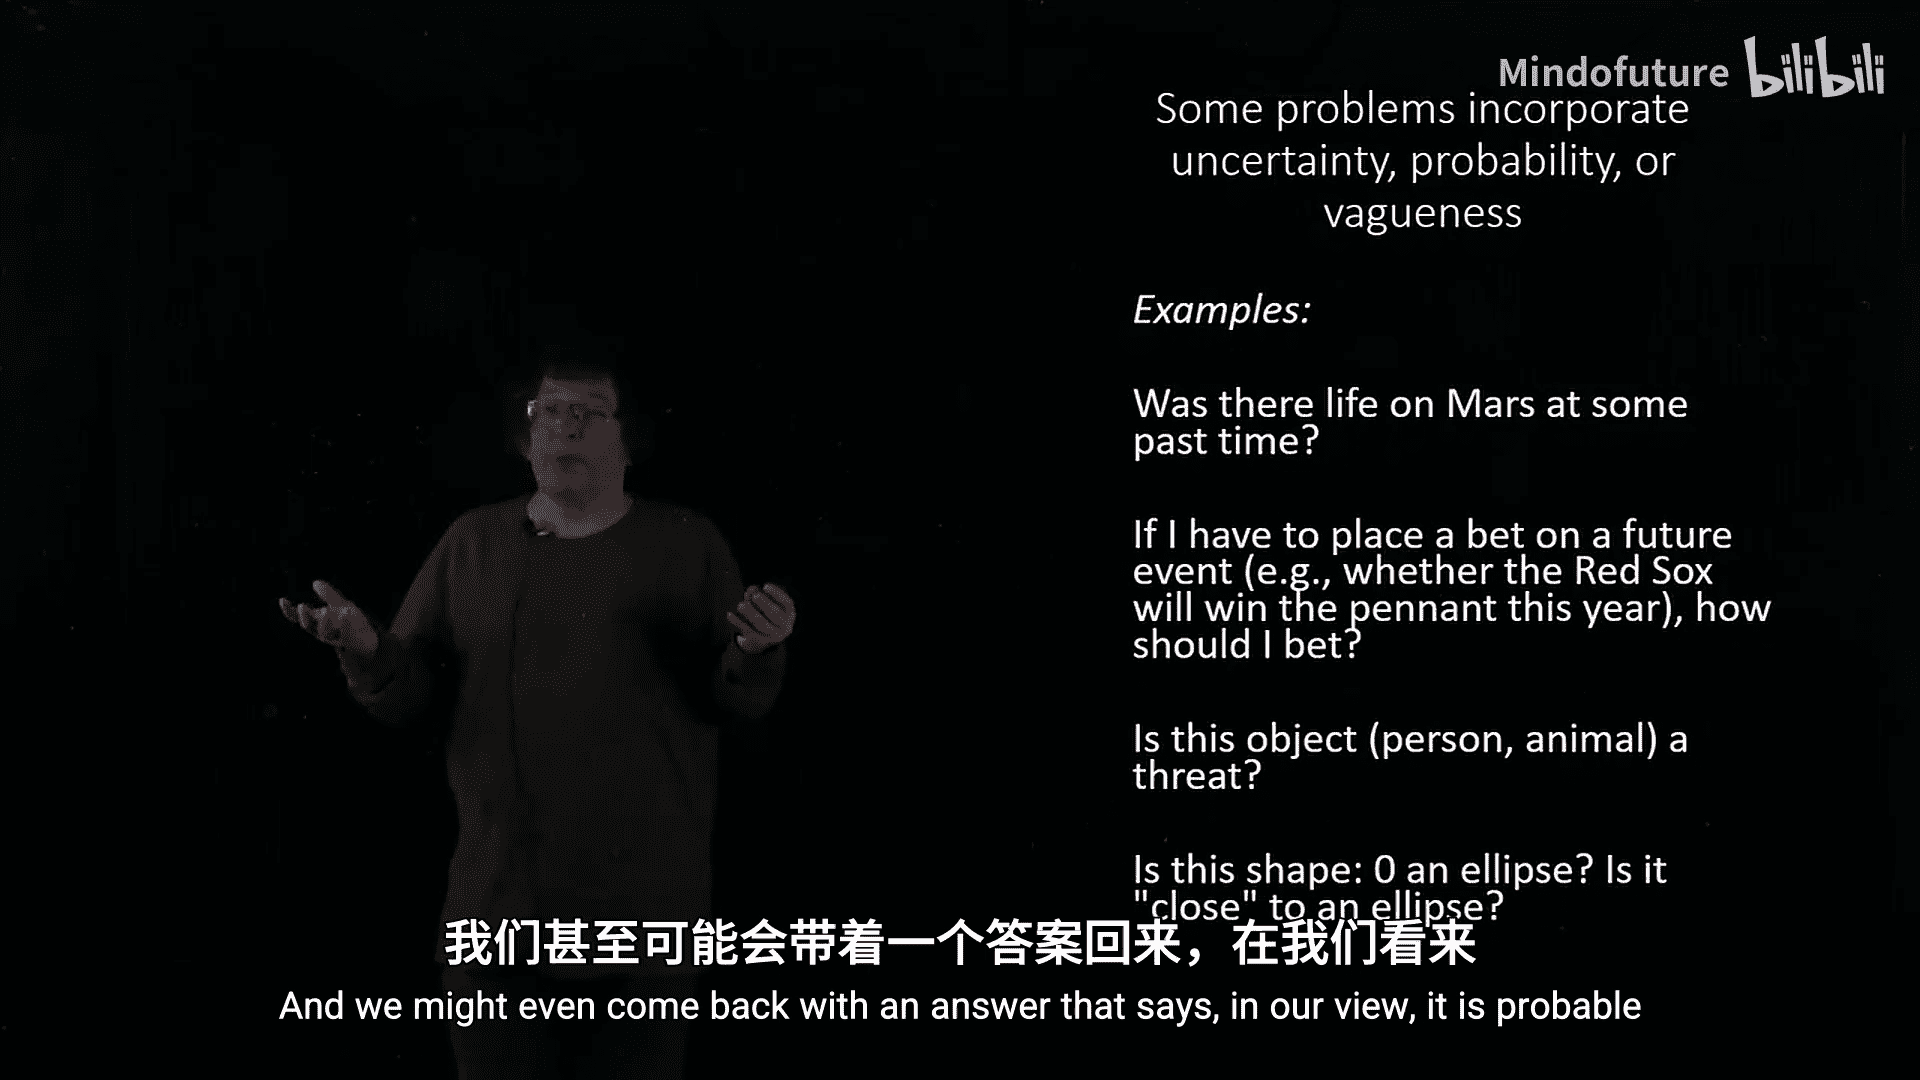 Mindofuture bilibili
Some problems incorporate
uncertainty, probability, or
vagueness
Examples:
Was there life on Mars at some
past time?
If I have to place a bet on a future
event (e.g., whether the Red Sox
will win the pennant this year), how
should I bet?
Is this object (person, animal) a
threat?
Is this shape: 0 an ellipse? Is it
"close" to an ellipse?
我们甚至可能会带着一个答案回来，在我们看来
And we might even come back with an answer that says, in our view, it is probable